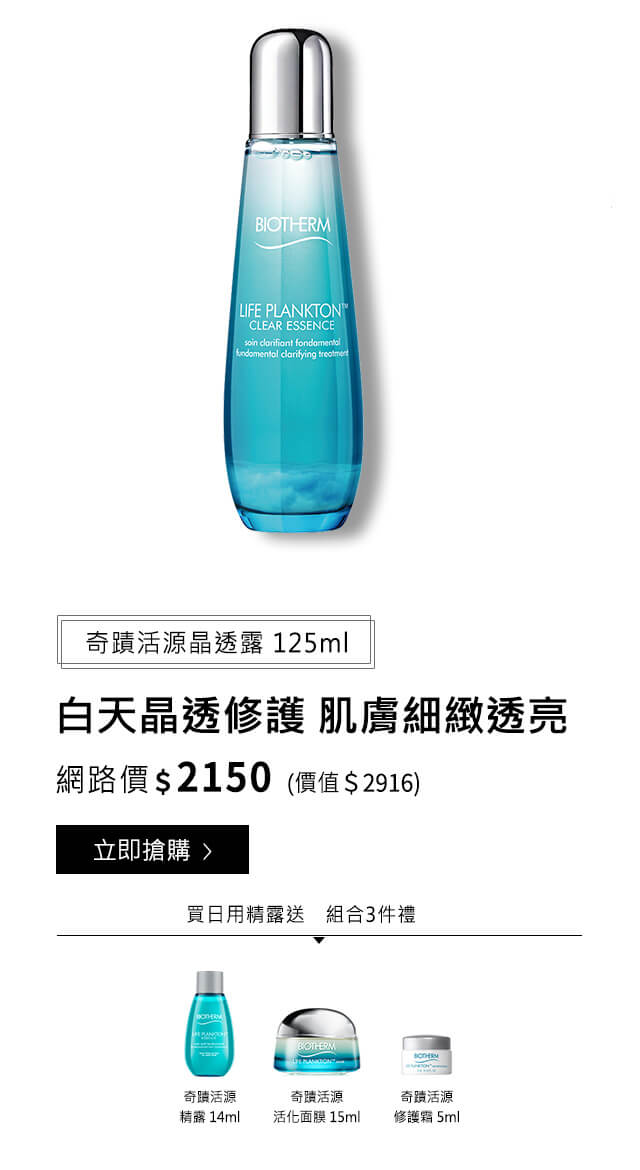 BIOTHERM
LIFE PLANKTON™
CLEAR ESSENCE
soin clarifiant fondamental
fundamental clarifying treatment
奇蹟活源晶透露 125ml
白天晶透修護 肌膚細緻透亮
網路價$2150 (價值$2916)
立即搶購 >
買日用精露送 組合3件禮
BIOTHERM
LIFE PLANKTON™
BIOTHERM
LIFE PLANKTON™
BIOTHERM
奇蹟活源
精露 14ml
奇蹟活源
活化面膜 15ml
奇蹟活源
修護霜 5ml